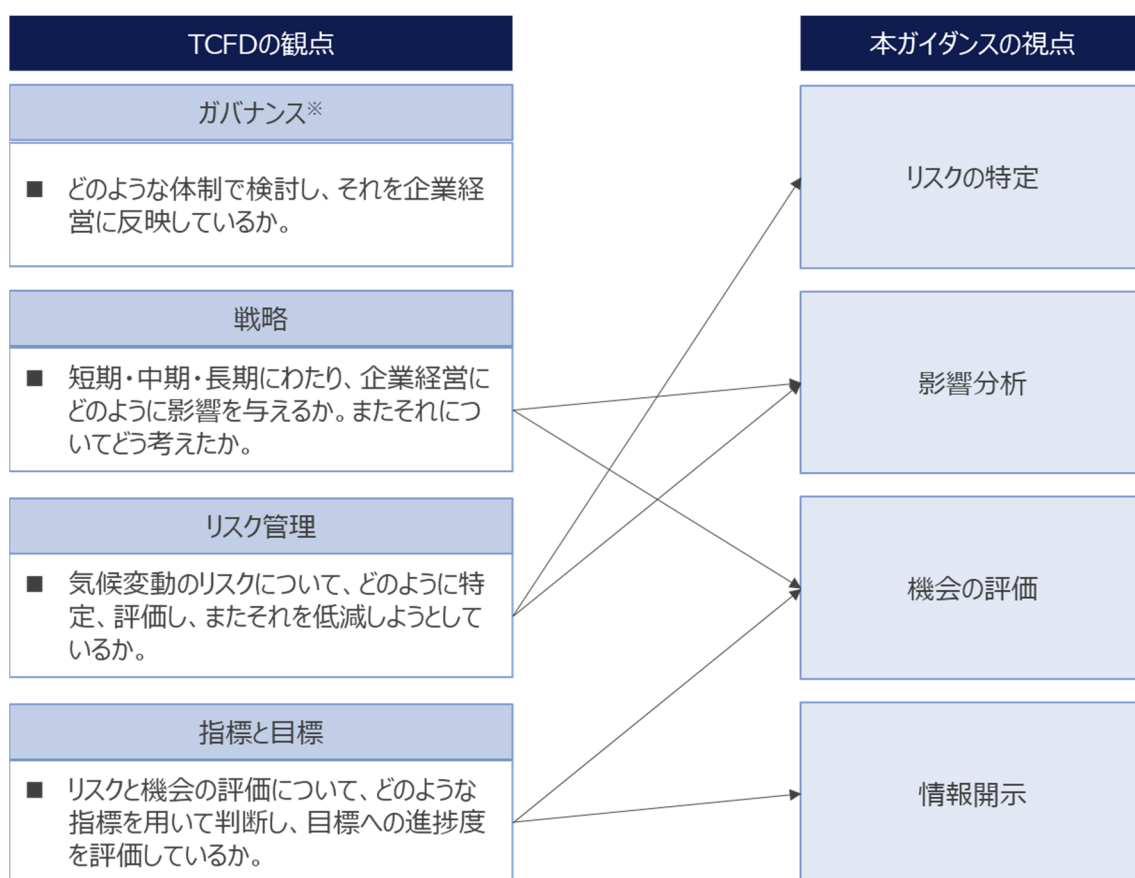 TCFDの観点
ガバナンス※
■ どのような体制で検討し、それを企業経
営に反映しているか。
戦略
■ 短期・中期・長期にわたり、企業経営に
どのように影響を与えるか。またそれにつ
いてどう考えたか。
リスク管理
■ 気候変動のリスクについて、どのように特
定、評価し、またそれを低減しようとして
いるか。
指標と目標
■ リスクと機会の評価について、どのような
指標を用いて判断し、目標への進捗度
を評価しているか。
本ガイダンスの視点
リスクの特定
影響分析
機会の評価
情報開示